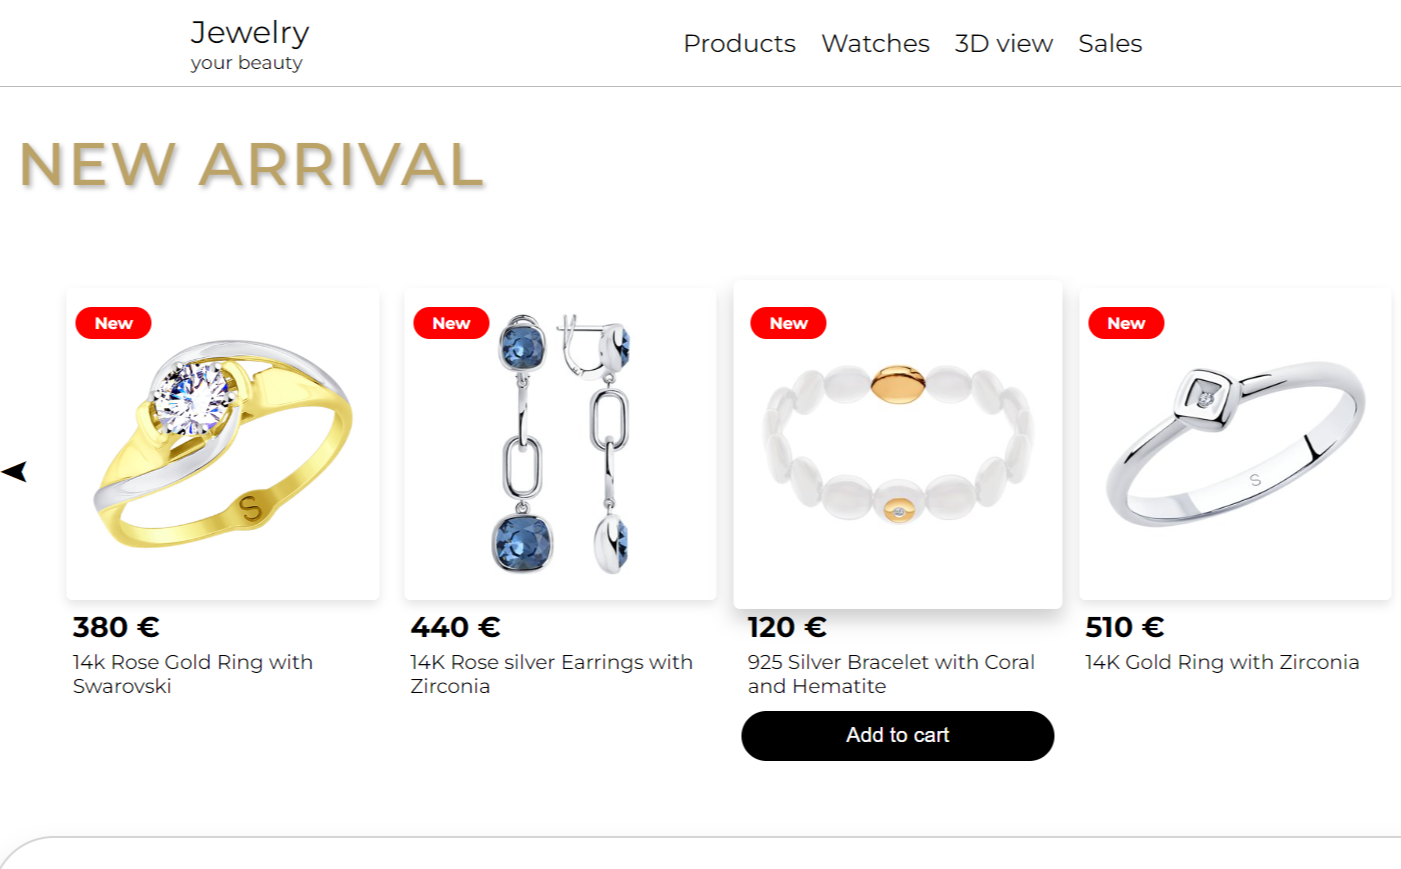 Jewelry
your beauty
Products Watches 3D view Sales
NEW ARRIVAL
New
New
New
New
S
S
380 €
14k Rose Gold Ring with
Swarovski
440 €
14K Rose silver Earrings with
Zirconia
120 €
925 Silver Bracelet with Coral
and Hematite
Add to cart
510 €
14K Gold Ring with Zirconia